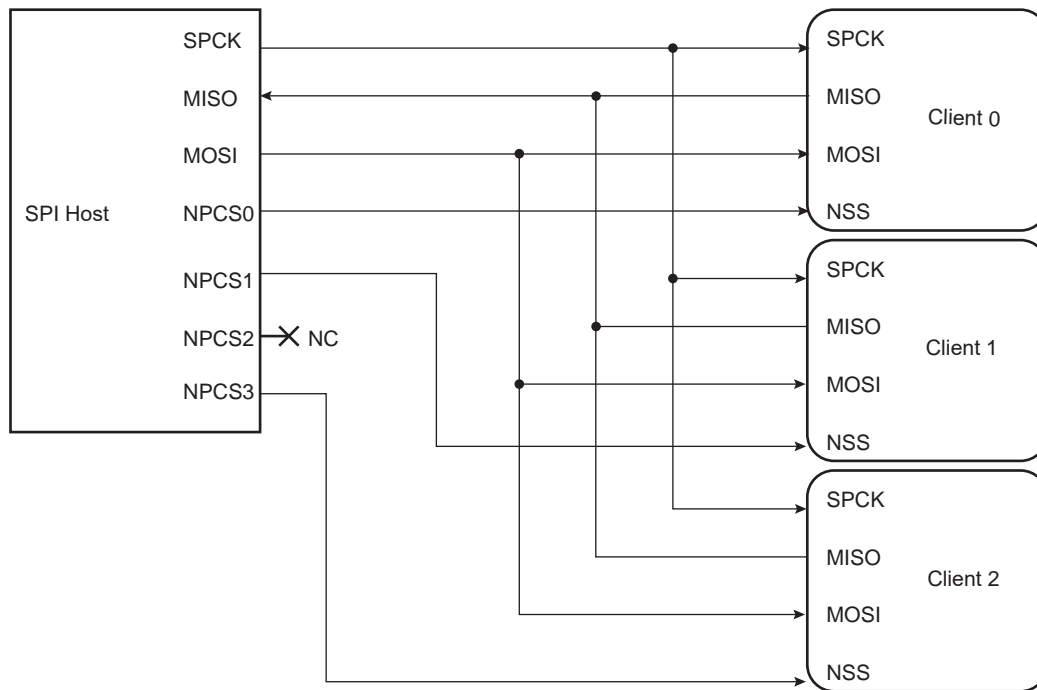 SPCK
MISO
MOSI
SPI Host
NPCS0
NPCS1
NPCS2
NC
NPCS3
SPCK
MISO
Client 0
MOSI
NSS
SPCK
MISO
Client 1
MOSI
NSS
SPCK
MISO
Client 2
MOSI
NSS